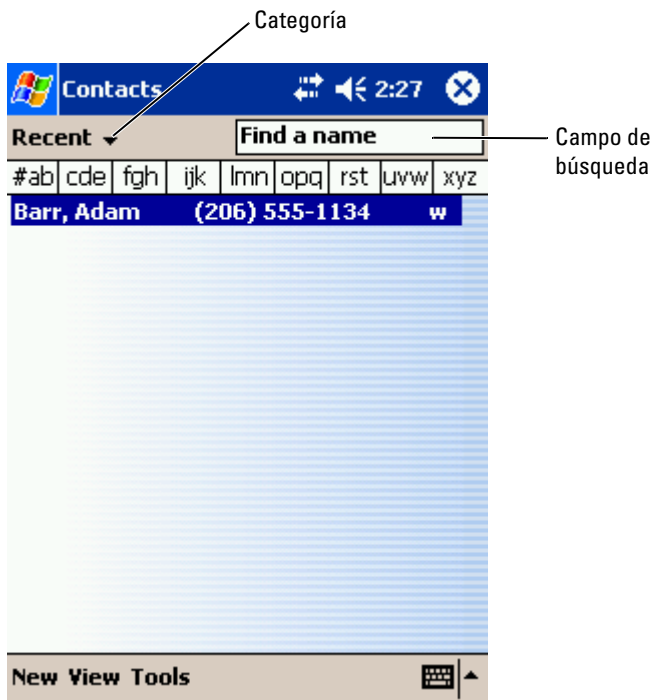 Categoría
Contacts 2:27
Recent Find a name
Campo de
búsqueda
#ab cde fgh ijk lmn opq rst uvw xyz
Barr, Adam (206) 555-1134 w
New View Tools